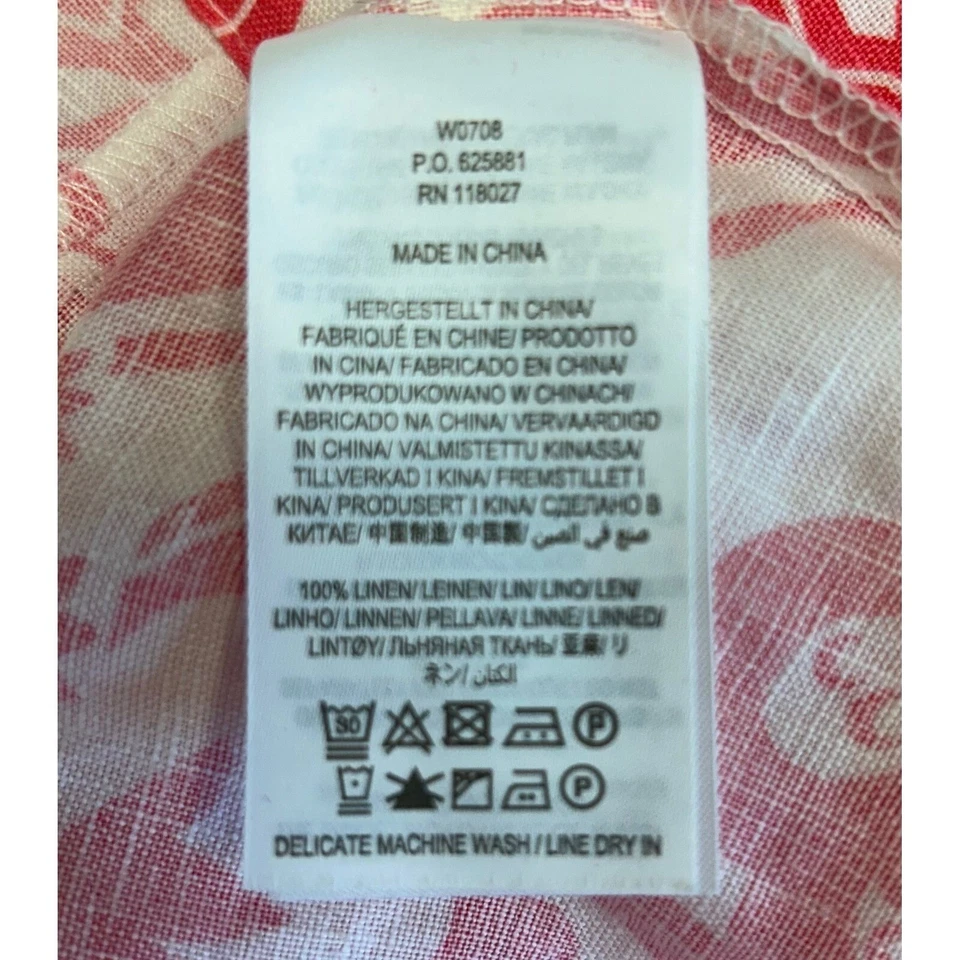 W0708
P.O. 625881
RN 118027
MADE IN CHINA
HERGESTELLT IN CHINA/
FABRIQUÉ EN CHINE/ PRODOTTO
IN CINA/ FABRICADO EN CHINA/
WYPRODUKOWANO W CHINACH/
FABRICADO NA CHINA/ VERVAARDIGD
IN CHINA/ VALMISTETTU KIINASSA/
TILLVERKAD I KINA/ FREMSTILLET I
KINA/ PRODUSERT I KINA/ СДЕЛАНО В
КИТАЕ/ 中国制造/ 中国製/ صنع في الصين
100% LINEN/ LEINEN/ LIN/ LINO/ LEN/
LINHO/ LINNEN/ PELLAVA/ LINNE/ LINNED/
LINTØY/ ЛЬНЯНАЯ ТКАНЬ/ 亚麻/ リ
ネン/ الكتان
P
P
DELICATE MACHINE WASH / LINE DRY IN